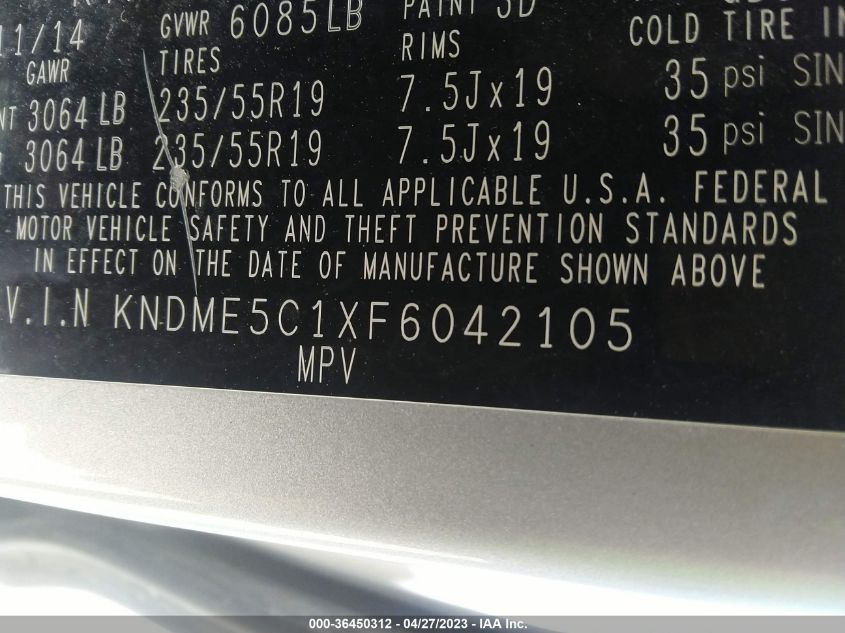 11/14 GVWR 6085LB PAINT 3D
GAWR TIRES RIMS COLD TIRE IN
NT 3064 LB 235/55R19 7.5Jx19 35 psi SIN
3064 LB 235/55R19 7.5Jx19 35 psi SIN
THIS VEHICLE CONFORMS TO ALL APPLICABLE U.S.A. FEDERAL
MOTOR VEHICLE SAFETY AND THEFT PREVENTION STANDARDS
IN EFFECT ON THE DATE OF MANUFACTURE SHOWN ABOVE
V.I.N KNDME5C1XF6042105
MPV
000-36450312 - 04/27/2023 - IAA Inc.